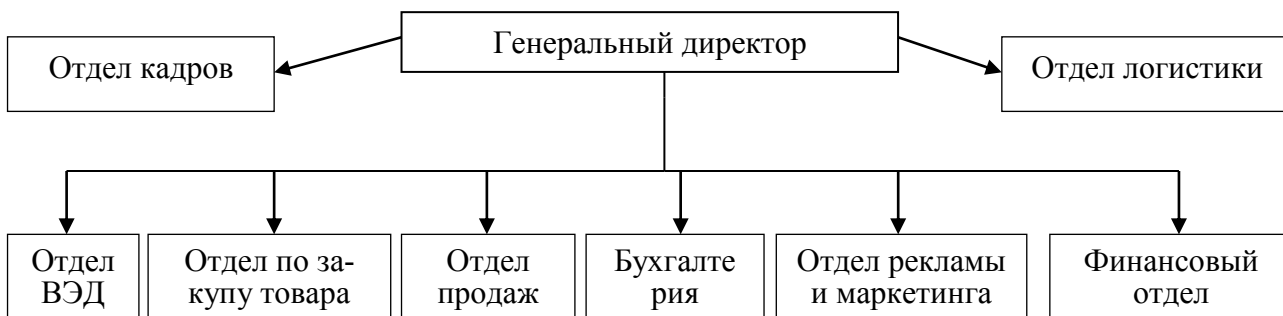 Генеральный директор
Отдел кадров
Отдел логистики
Отдел
ВЭД
Отдел по за-
купу товара
Отдел
продаж
Бухгалте
рия
Отдел рекламы
и маркетинга
Финансовый
отдел